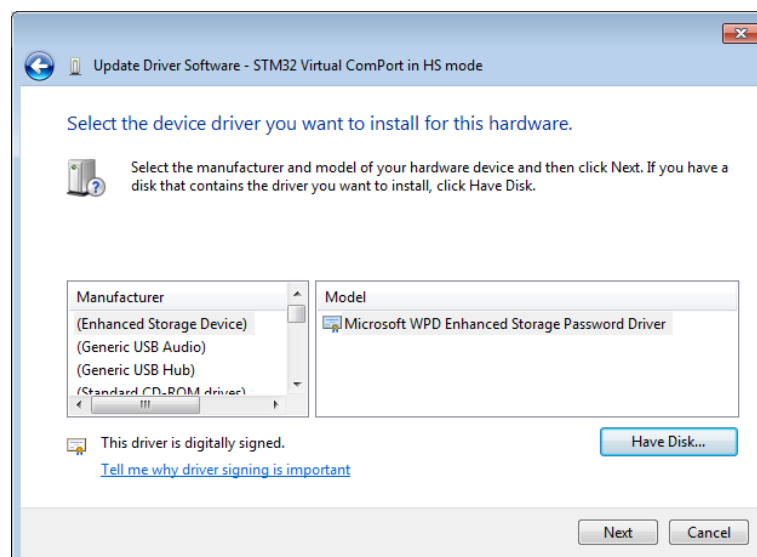 Update Driver Software - STM32 Virtual ComPort in HS mode
Select the device driver you want to install for this hardware.
Select the manufacturer and model of your hardware device and then click Next. If you have a
disk that contains the driver you want to install, click Have Disk.
Manufacturer
(Enhanced Storage Device)
(Generic USB Audio)
(Generic USB Hub)
(Standard CD-ROM drives)
Model
Microsoft WPD Enhanced Storage Password Driver
This driver is digitally signed.
Tell me why driver signing is important
Have Disk...
Next
Cancel